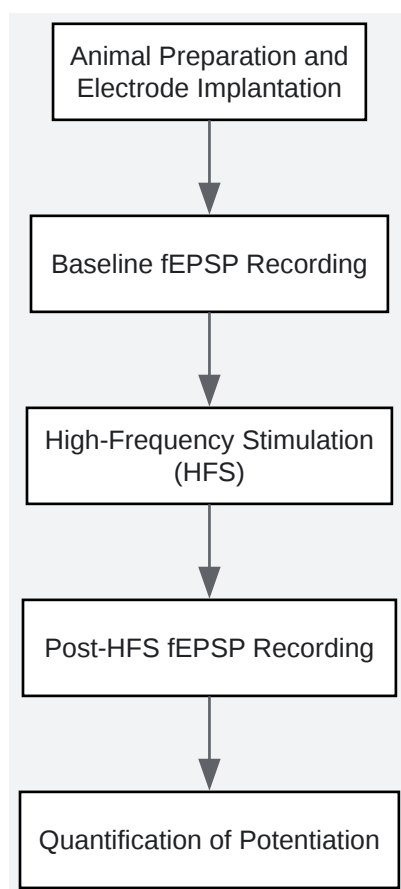 Animal Preparation and
Electrode Implantation
Baseline fEPSP Recording
High-Frequency Stimulation
(HFS)
Post-HFS fEPSP Recording
Quantification of Potentiation